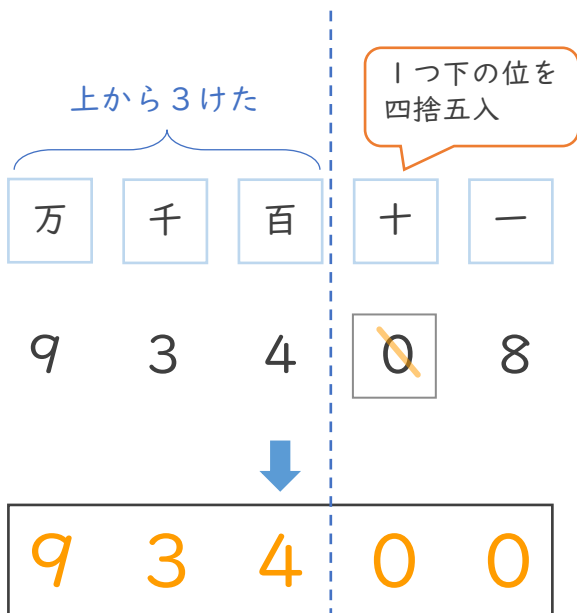 1つ下の位を
四捨五入
上から3けた
万 千 百 十 一
9 3 4 0 8
9 3 4 0 0